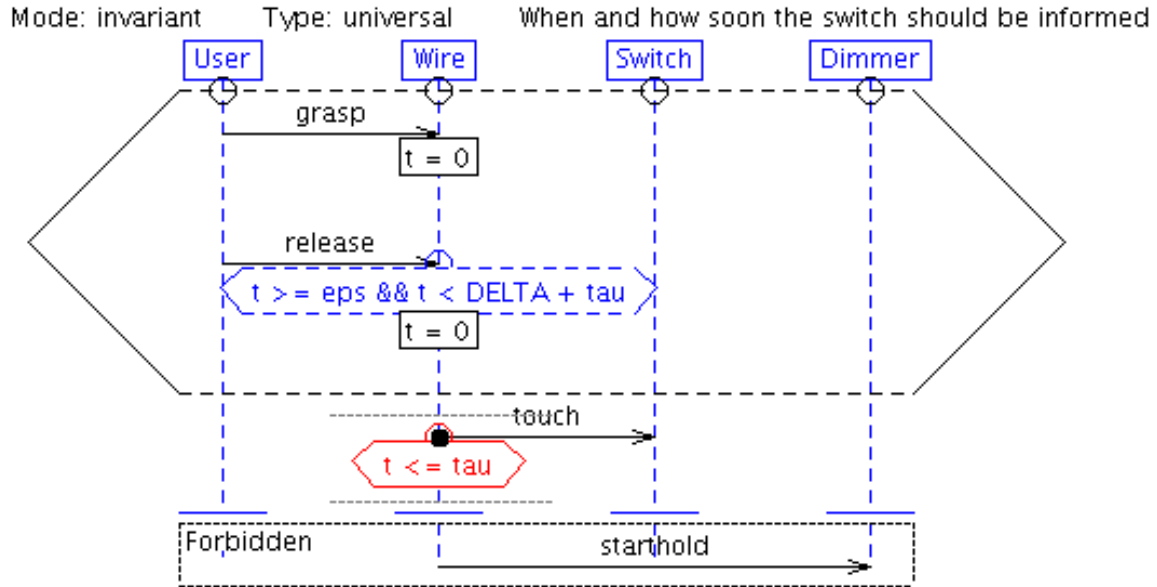 Mode: invariant Type: universal When and how soon the switch should be informed
User Wire Switch Dimmer
grasp
t = 0
release
t >= eps && t < DELTA + tau
t = 0
touch
t <= tau
Forbidden
starthold